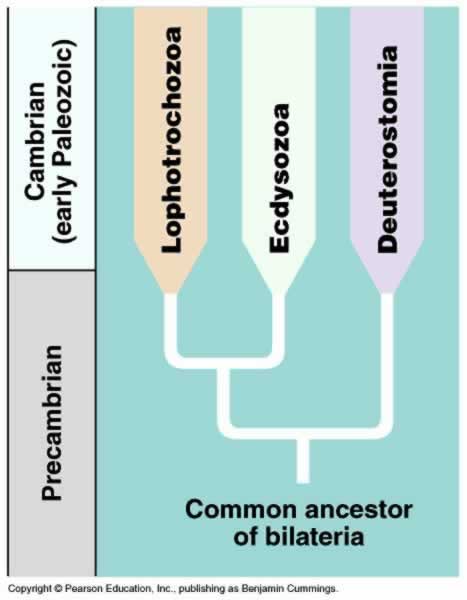 Cambrian
(early Paleozoic)
Precambrian
Lophotrochozoa
Ecdysozoa
Deuterostomia
Common ancestor
of bilateria
Copyright © Pearson Education, Inc., publishing as Benjamin Cummings.